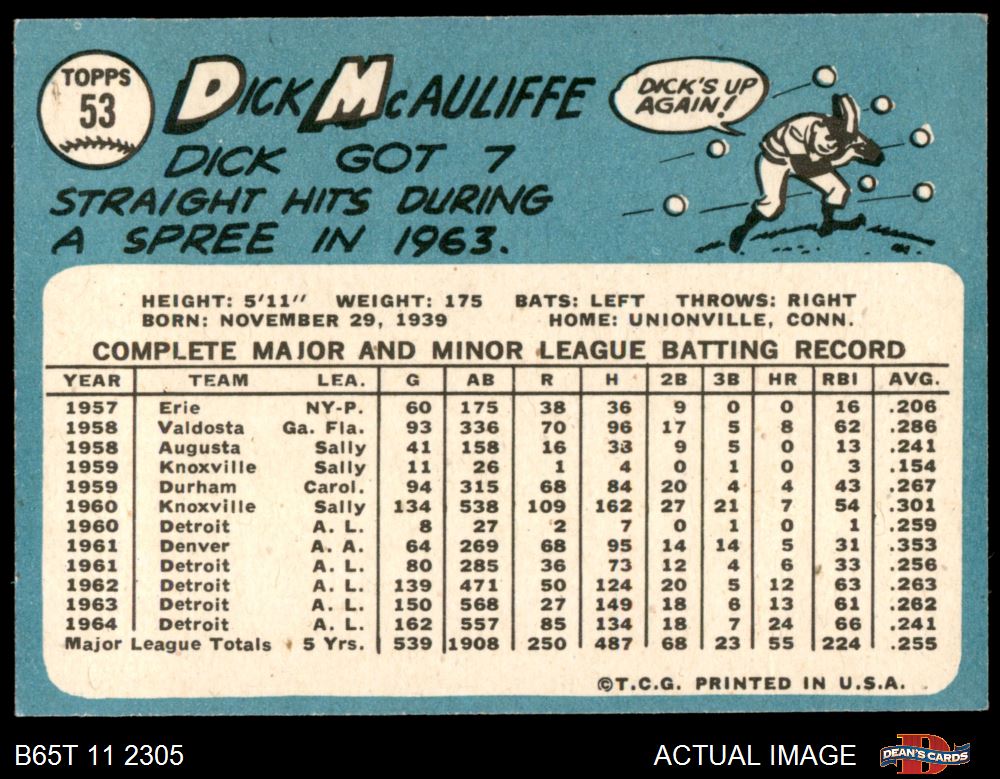 TOPPS
53
DICK McAULIFFE
DICK'S UP
AGAIN!
DICK GOT 7
STRAIGHT HITS DURING
A SPREE IN 1963.
HEIGHT: 5'11" WEIGHT: 175 BATS: LEFT THROWS: RIGHT
BORN: NOVEMBER 29, 1939 HOME: UNIONVILLE, CONN.
COMPLETE MAJOR AND MINOR LEAGUE BATTING RECORD
YEAR TEAM LEA. G AB R H 2B 3B HR RBI AVG.
1957 Erie NY-P. 60 175 38 36 9 0 0 16 .206
1958 Valdosta Ga. Fla. 93 336 70 96 17 5 8 62 .286
1958 Augusta Sally 41 158 16 38 9 5 0 13 .241
1959 Knoxville Sally 11 26 1 4 0 1 0 3 .154
1959 Durham Carol. 94 315 68 84 20 4 4 43 .267
1960 Knoxville Sally 134 538 109 162 27 21 7 54 .301
1960 Detroit A. L. 8 27 2 7 0 1 0 1 .259
1961 Denver A. A. 64 269 68 95 14 14 5 31 .353
1961 Detroit A. L. 80 285 36 73 12 4 6 33 .256
1962 Detroit A. L. 139 471 50 124 20 5 12 63 .263
1963 Detroit A. L. 150 568 27 149 18 6 13 61 .262
1964 Detroit A. L. 162 557 85 134 18 7 24 66 .241
Major League Totals 5 Yrs. 539 1908 250 487 68 23 55 224 .255
©T.C.G. PRINTED IN U.S.A.
B65T 11 2305 ACTUAL IMAGE DEAN'S CARDS